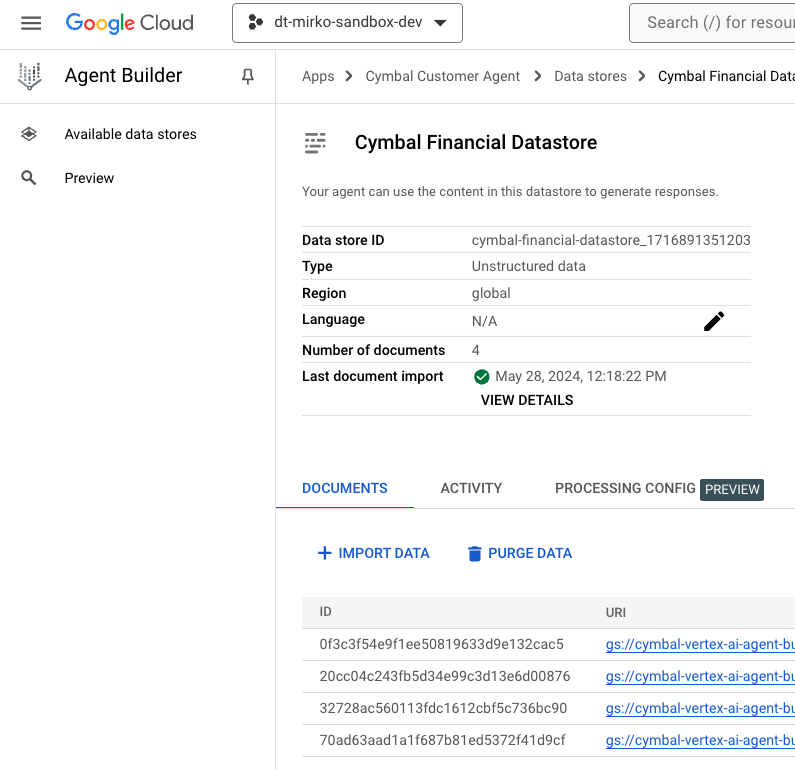 Google Cloud
dt-mirko-sandbox-dev
Search (/) for resou
Agent Builder
Apps > Cymbal Customer Agent > Data stores > Cymbal Financial Data
Available data stores
Preview
Cymbal Financial Datastore
Your agent can use the content in this datastore to generate responses.
Data store ID cymbal-financial-datastore_1716891351203
Type Unstructured data
Region global
Language N/A
Number of documents 4
Last document import May 28, 2024, 12:18:22 PM
VIEW DETAILS
DOCUMENTS ACTIVITY PROCESSING CONFIG PREVIEW
IMPORT DATA PURGE DATA
ID URI
0f3c3f54e9f1ee50819633d9e132cac5 gs://cymbal-vertex-ai-agent-bu
20cc04c243fb5d34e99c3d13e6d00876 gs://cymbal-vertex-ai-agent-bu
32728ac560113fdc1612cbf5c736bc90 gs://cymbal-vertex-ai-agent-bu
70ad63aad1a1f687b81ed5372f41d9cf gs://cymbal-vertex-ai-agent-bu